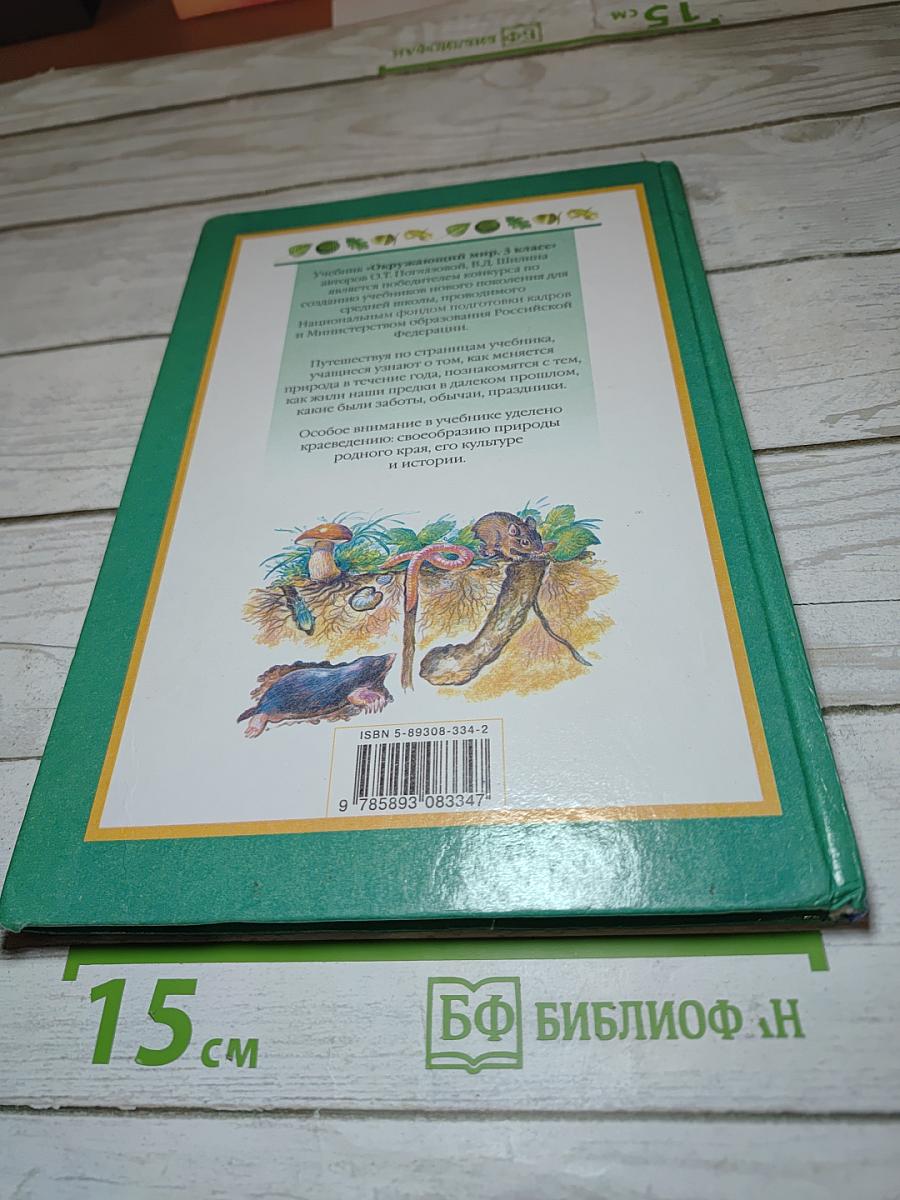 15 см
БФ БИБЛИОФАН
Учебник «Окружающий мир. 3 класс»
авторов О.Т. Поглазовой, В.Д. Шилина
является победителем конкурса по
созданию учебников нового поколения для
средней школы, проводимого
Национальным фондом подготовки кадров
и Министерством образования Российской
Федерации.
Путешествуя по страницам учебника,
учащиеся узнают о том, как меняется
природа в течение года, познакомятся с тем,
как жили наши предки в далеком прошлом,
какие были заботы, обычаи, праздники.
Особое внимание в учебнике уделено
краеведению: своеобразию природы
родного края, его культуре
и истории.
ISBN 5-89308-334-2
9 785893 083347
15 см
БФ БИБЛИОФАН